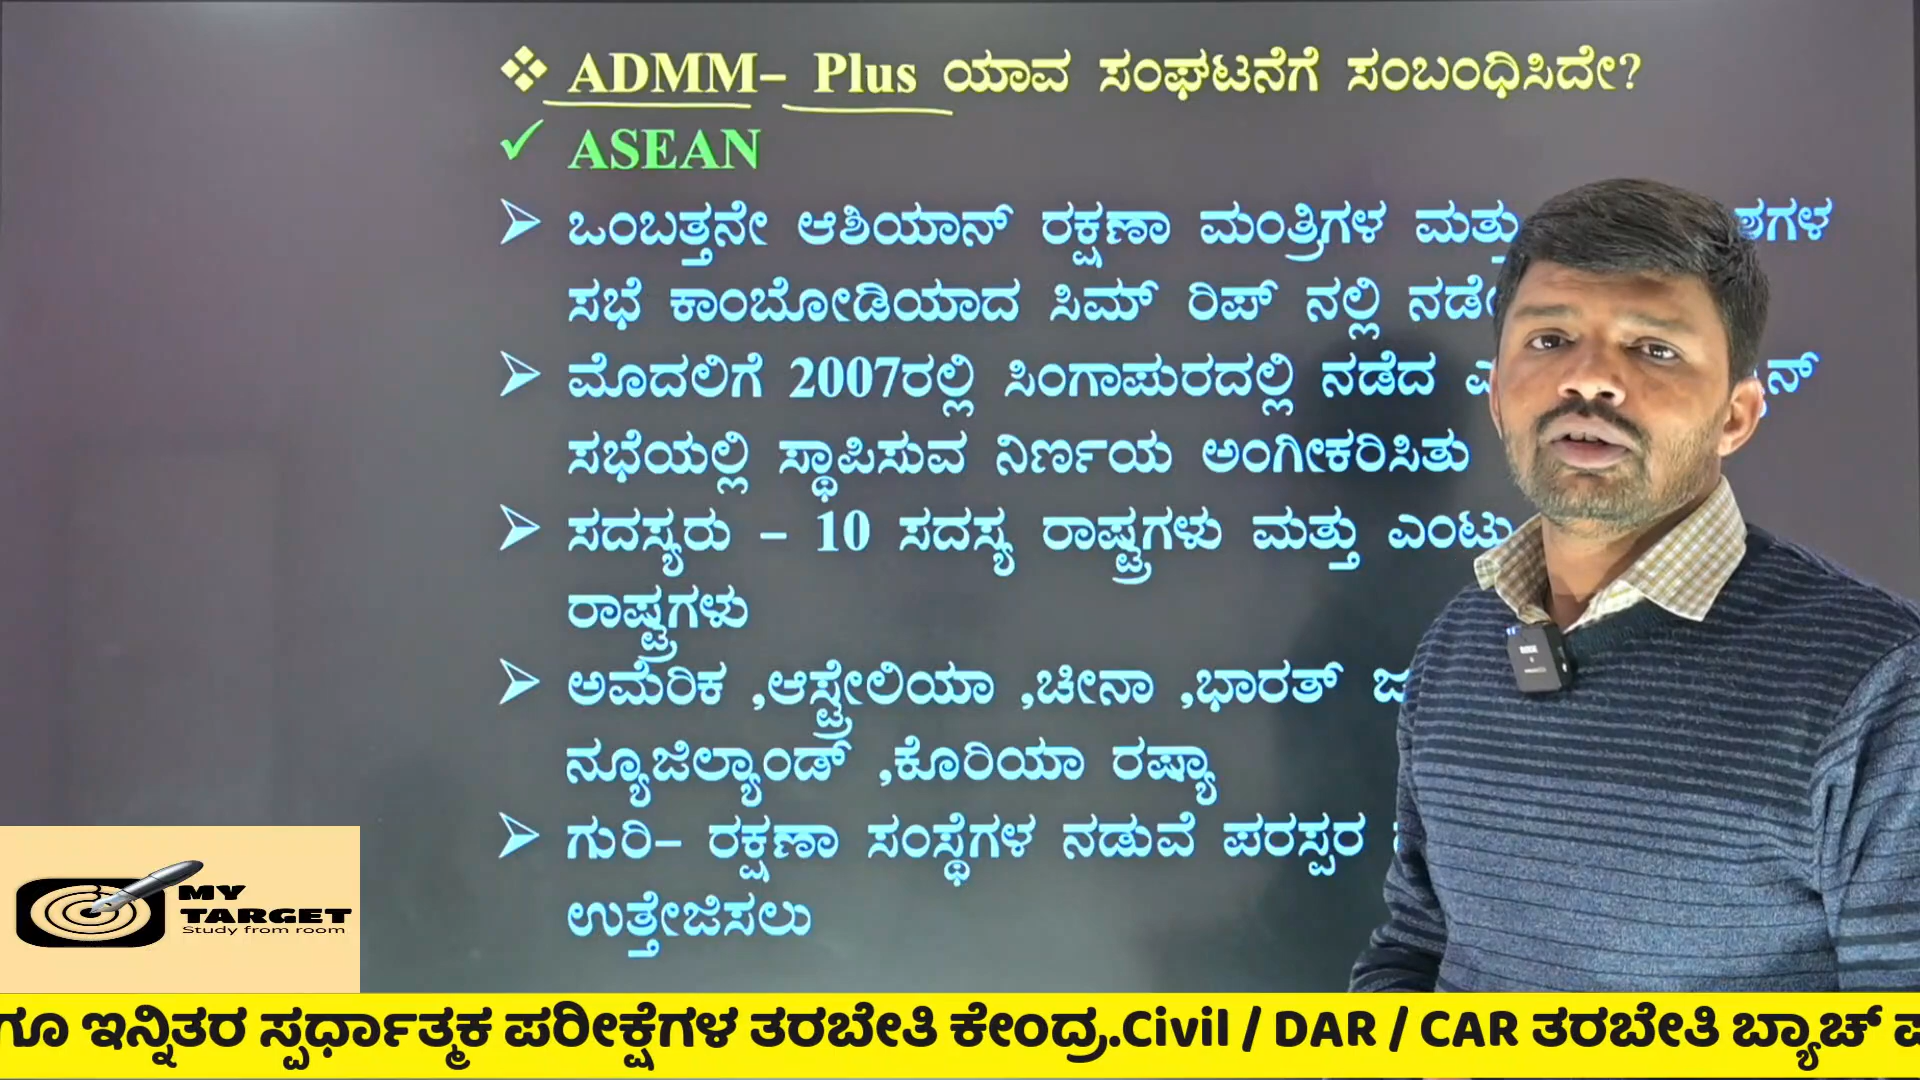 ❖ ADMM– Plus ಯಾವ ಸಂಘಟನೆಗೆ ಸಂಬಂಧಿಸಿದೇ?
✓ ASEAN
➢ ಒಂಬತ್ತನೇ ಆಶಿಯಾನ್ ರಕ್ಷಣಾ ಮಂತ್ರಿಗಳ ಮತ್ತು
ಸಭೆ ಕಾಂಬೋಡಿಯಾದ ಸಿಮ್ ರಿಪ್ ನಲ್ಲಿ
➢ ಮೊದಲಿಗೆ 2007ರಲ್ಲಿ ಸಿಂಗಾಪುರದಲ್ಲಿ ನಡೆದ
ಸಭೆಯಲ್ಲಿ ಸ್ಥಾಪಿಸುವ ನಿರ್ಣಯ ಅಂಗೀಕರಿಸಿತು
➢ ಸದಸ್ಯರು – 10 ಸದಸ್ಯ ರಾಷ್ಟ್ರಗಳು ಮತ್ತು ಎಂಟು
ರಾಷ್ಟ್ರಗಳು
➢ ಅಮೆರಿಕ ,ಆಸ್ಟ್ರೇಲಿಯಾ ,ಚೀನಾ ,ಭಾರತ್
ನ್ಯೂಜಿಲ್ಯಾಂಡ್ ,ಕೊರಿಯಾ ರಷ್ಯಾ
➢ ಗುರಿ– ರಕ್ಷಣಾ ಸಂಸ್ಥೆಗಳ ನಡುವೆ ಪರಸ್ಪರ
ಉತ್ತೇಜಿಸಲು
MY
TARGET
Study from room
ಇನ್ನಿತರ ಸ್ಪರ್ಧಾತ್ಮಕ ಪರೀಕ್ಷೆಗಳ ತರಬೇತಿ ಕೇಂದ್ರ.Civil / DAR / CAR ತರಬೇತಿ ಬ್ಯಾಚ್